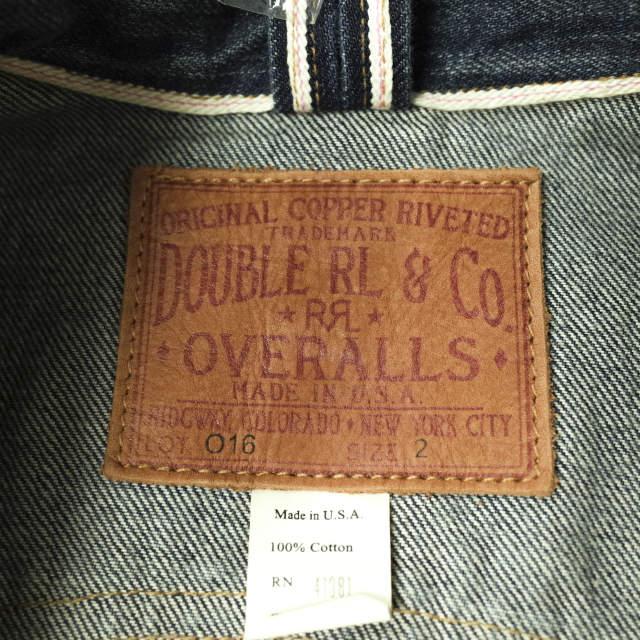 ORIGINAL COPPER RIVETED
TRADEMARK
DOUBLE RL & Co.
★ RRL ★
OVERALLS
MADE IN U.S.A.
RIDGWAY, COLORADO • NEW YORK CITY
LOT 016 SIZE 2
Made in U.S.A.
100% Cotton
RN 41381